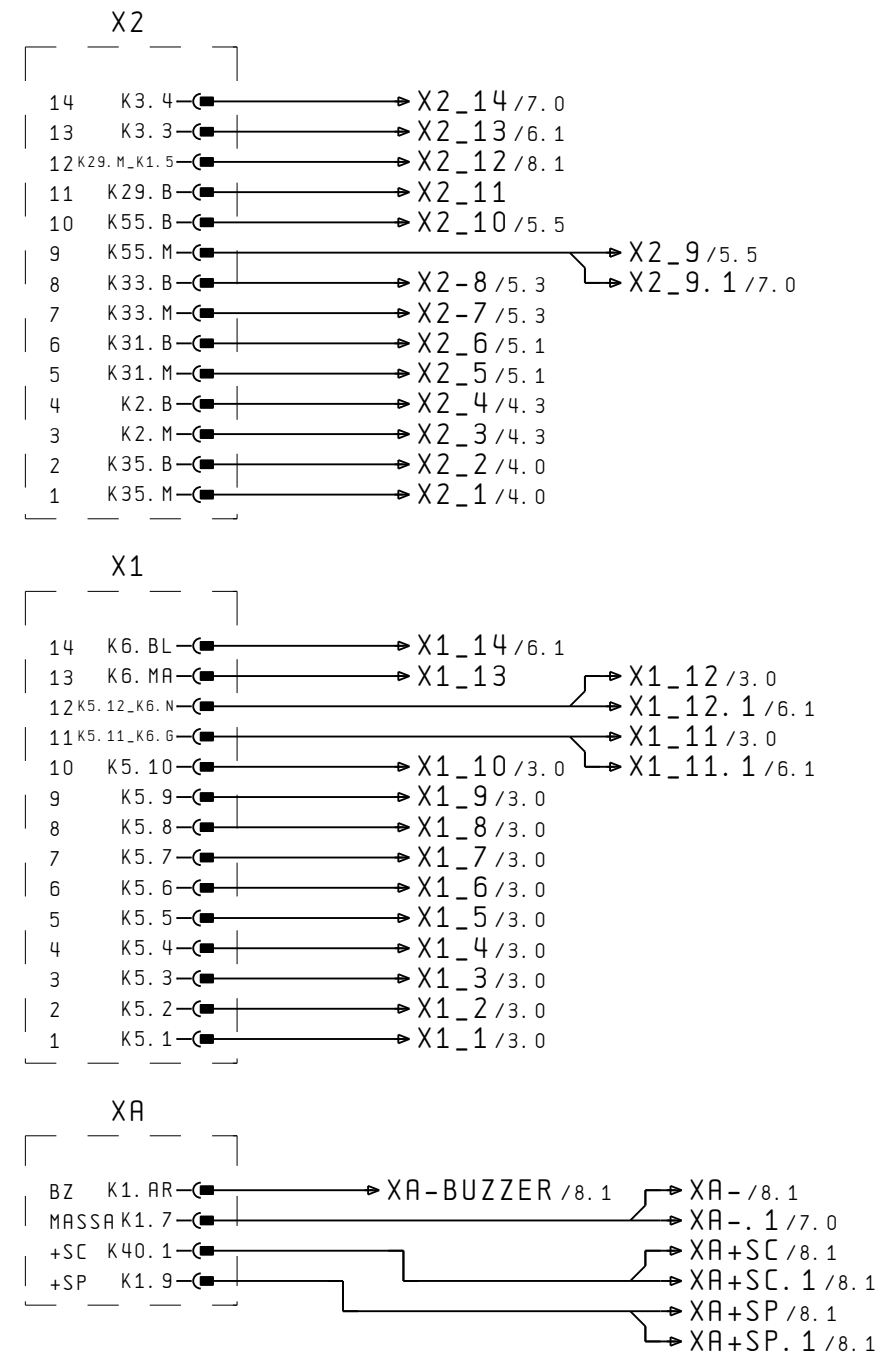 X2
14 K3.4 X2_14/7.0
13 K3.3 X2_13/6.1
12 K29.M_K1.5 X2_12/8.1
11 K29.B X2_11
10 K55.B X2_10/5.5
9 K55.M X2_9/5.5
8 K33.B X2-8/5.3 X2_9.1/7.0
7 K33.M X2-7/5.3
6 K31.B X2_6/5.1
5 K31.M X2_5/5.1
4 K2.B X2_4/4.3
3 K2.M X2_3/4.3
2 K35.B X2_2/4.0
1 K35.M X2_1/4.0
X1
14 K6.BL X1_14/6.1
13 K6.MA X1_13 X1_12/3.0
12 K5.12_K6.N X1_12.1/6.1
11 K5.11_K6.G X1_11/3.0
10 K5.10 X1_10/3.0 X1_11.1/6.1
9 K5.9 X1_9/3.0
8 K5.8 X1_8/3.0
7 K5.7 X1_7/3.0
6 K5.6 X1_6/3.0
5 K5.5 X1_5/3.0
4 K5.4 X1_4/3.0
3 K5.3 X1_3/3.0
2 K5.2 X1_2/3.0
1 K5.1 X1_1/3.0
XA
BZ K1.AR XA-BUZZER/8.1 XA-/8.1
MASSA K1.7 XA-.1/7.0
+SC K40.1 XA+SC/8.1
+SP K1.9 XA+SC.1/8.1
XA+SP/8.1
XA+SP.1/8.1